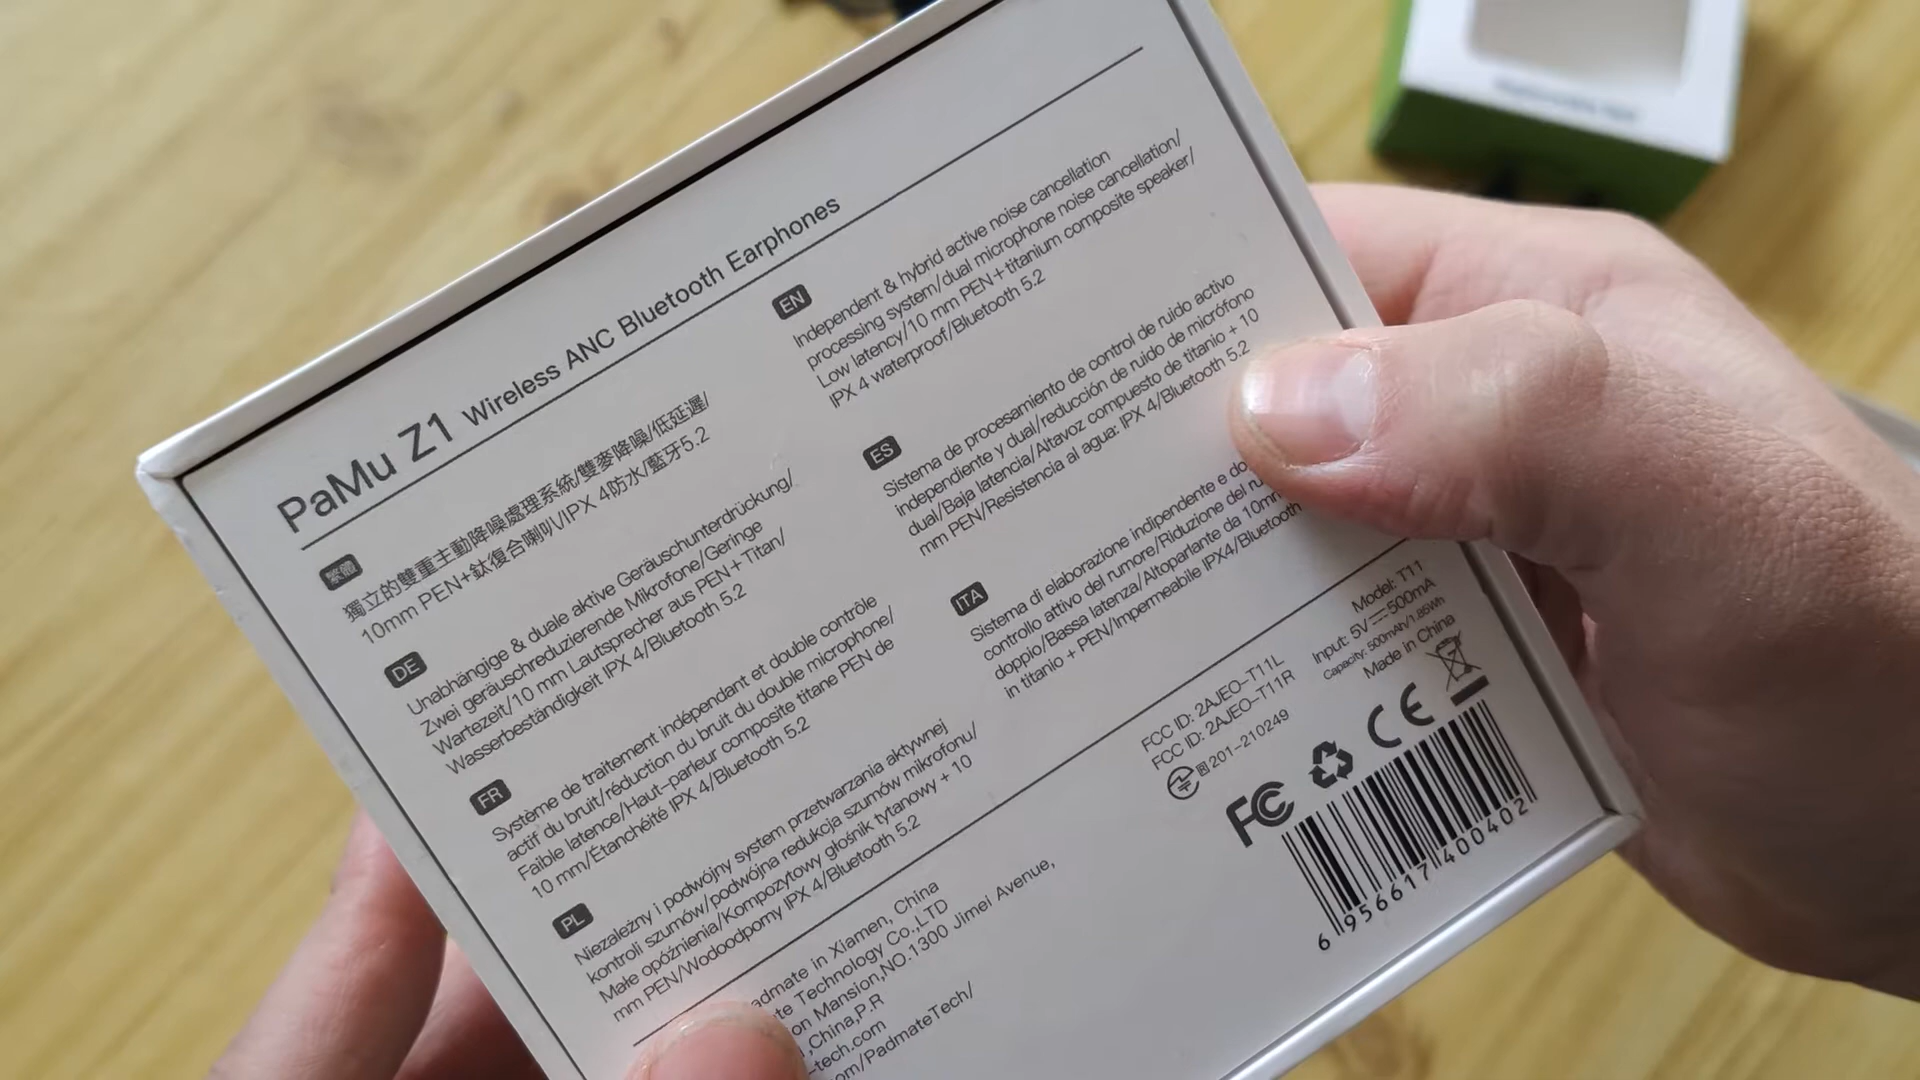 PaMu Z1 Wireless ANC Bluetooth Earphones
繁體
獨立的雙重主動降噪處理系統/雙麥降噪/低延遲/
10mm PEN+鈦復合喇叭/IPX 4防水/藍牙5.2
DE
Unabhängige & duale aktive Geräuschunterdrückung/
Zwei geräuschreduzierende Mikrofone/Geringe
Wartezeit/10 mm Lautsprecher aus PEN + Titan/
Wasserbeständigkeit IPX 4/Bluetooth 5.2
FR
Système de traitement indépendant et double contrôle
actif du bruit/réduction du bruit du double microphone/
Faible latence/Haut-parleur composite titane PEN de
10 mm/Étanchéité IPX 4/Bluetooth 5.2
PL
Niezależny i podwójny system przetwarzania aktywnej
kontroli szumów/podwójna redukcja szumów mikrofonu/
Małe opóźnienia/Kompozytowy głośnik tytanowy + 10
mm PEN/Wodoodporny IPX 4/Bluetooth 5.2
EN
Independent & hybrid active noise cancellation
processing system/dual microphone noise cancellation/
Low latency/10 mm PEN+titanium composite speaker/
IPX 4 waterproof/Bluetooth 5.2
ES
Sistema de procesamiento de control de ruido activo
independiente y dual/reducción de ruido de micrófono
dual/Baja latencia/Altavoz compuesto de titanio + 10
mm PEN/Resistencia al agua: IPX 4/Bluetooth 5.2
ITA
Sistema di elaborazione indipendente e
controllo attivo del rumore/Riduzione del
doppio/Bassa latenza/Altoparlante da 10mm
in titanio + PEN/Impermeabile IPX4/Bluetooth
in Xiamen, China
Technology Co.,LTD
Mansion,NO.1300 Jimei Avenue,
,China,P.R
-tech.com
/PadmateTech/
Model: T11
Input: 5V⎓500mA
Capacity: 500mAh/1.85Wh
Made in China
FCC ID: 2AJEO-T11L
FCC ID: 2AJEO-T11R
R 201-210249
FC CE
6 956617 400402